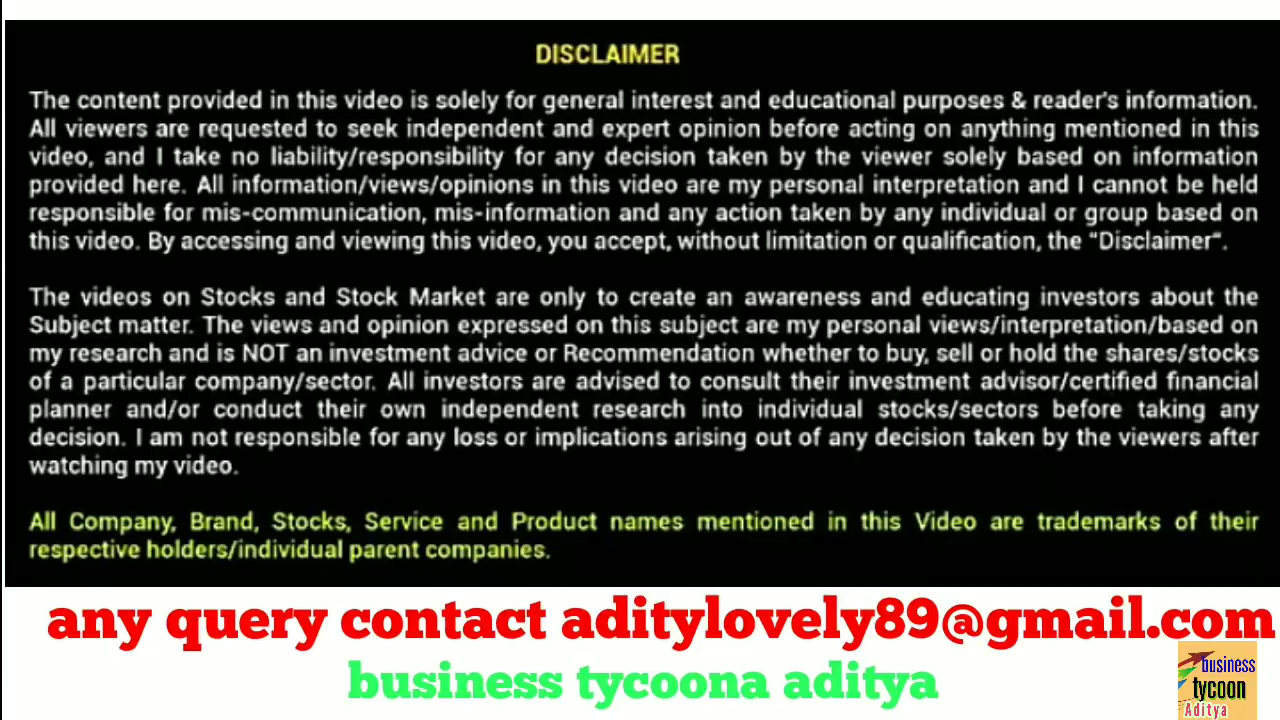 DISCLAIMER
The content provided in this video is solely for general interest and educational purposes & reader's information.
All viewers are requested to seek independent and expert opinion before acting on anything mentioned in this
video, and I take no liability/responsibility for any decision taken by the viewer solely based on information
provided here. All information/views/opinions in this video are my personal interpretation and I cannot be held
responsible for mis-communication, mis-information and any action taken by any individual or group based on
this video. By accessing and viewing this video, you accept, without limitation or qualification, the "Disclaimer".
The videos on Stocks and Stock Market are only to create an awareness and educating investors about the
Subject matter. The views and opinion expressed on this subject are my personal views/interpretation/based on
my research and is NOT an investment advice or Recommendation whether to buy, sell or hold the shares/stocks
of a particular company/sector. All investors are advised to consult their investment advisor/certified financial
planner and/or conduct their own independent research into individual stocks/sectors before taking any
decision. I am not responsible for any loss or implications arising out of any decision taken by the viewers after
watching my video.
All Company, Brand, Stocks, Service and Product names mentioned in this Video are trademarks of their
respective holders/individual parent companies.
any query contact aditylovely89@gmail.com
business tycoona aditya
business
tycoon
Aditya